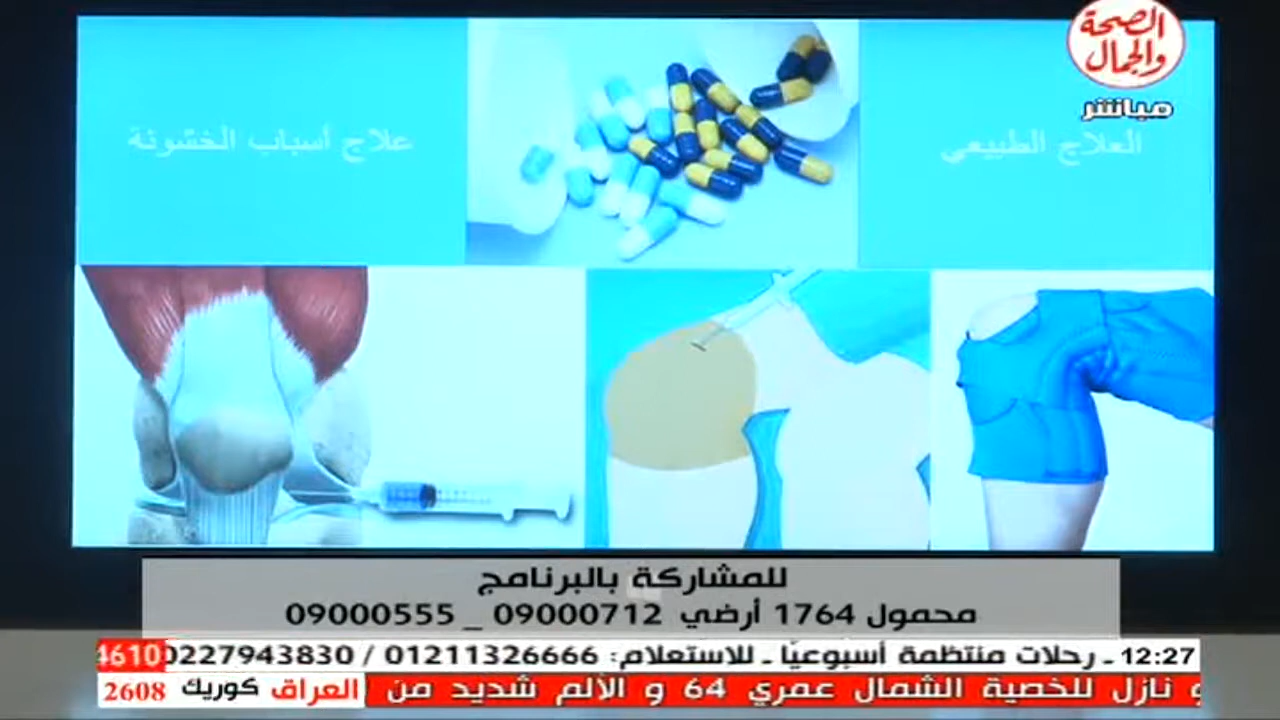 الصحة
والجمال
مباشر
العلاج الطبيعي
علاج أسباب الخشونة
للمشاركة بالبرنامج
محمول 1764 أرضي 09000712 _ 09000555
12:27 ـ رحلات منتظمة أسبوعيًا ـ للاستعلام: 01211326666 / 0227943830
4610
و نازل للخصية الشمال عمري 64 و الألم شديد من
العراق كوريك 2608